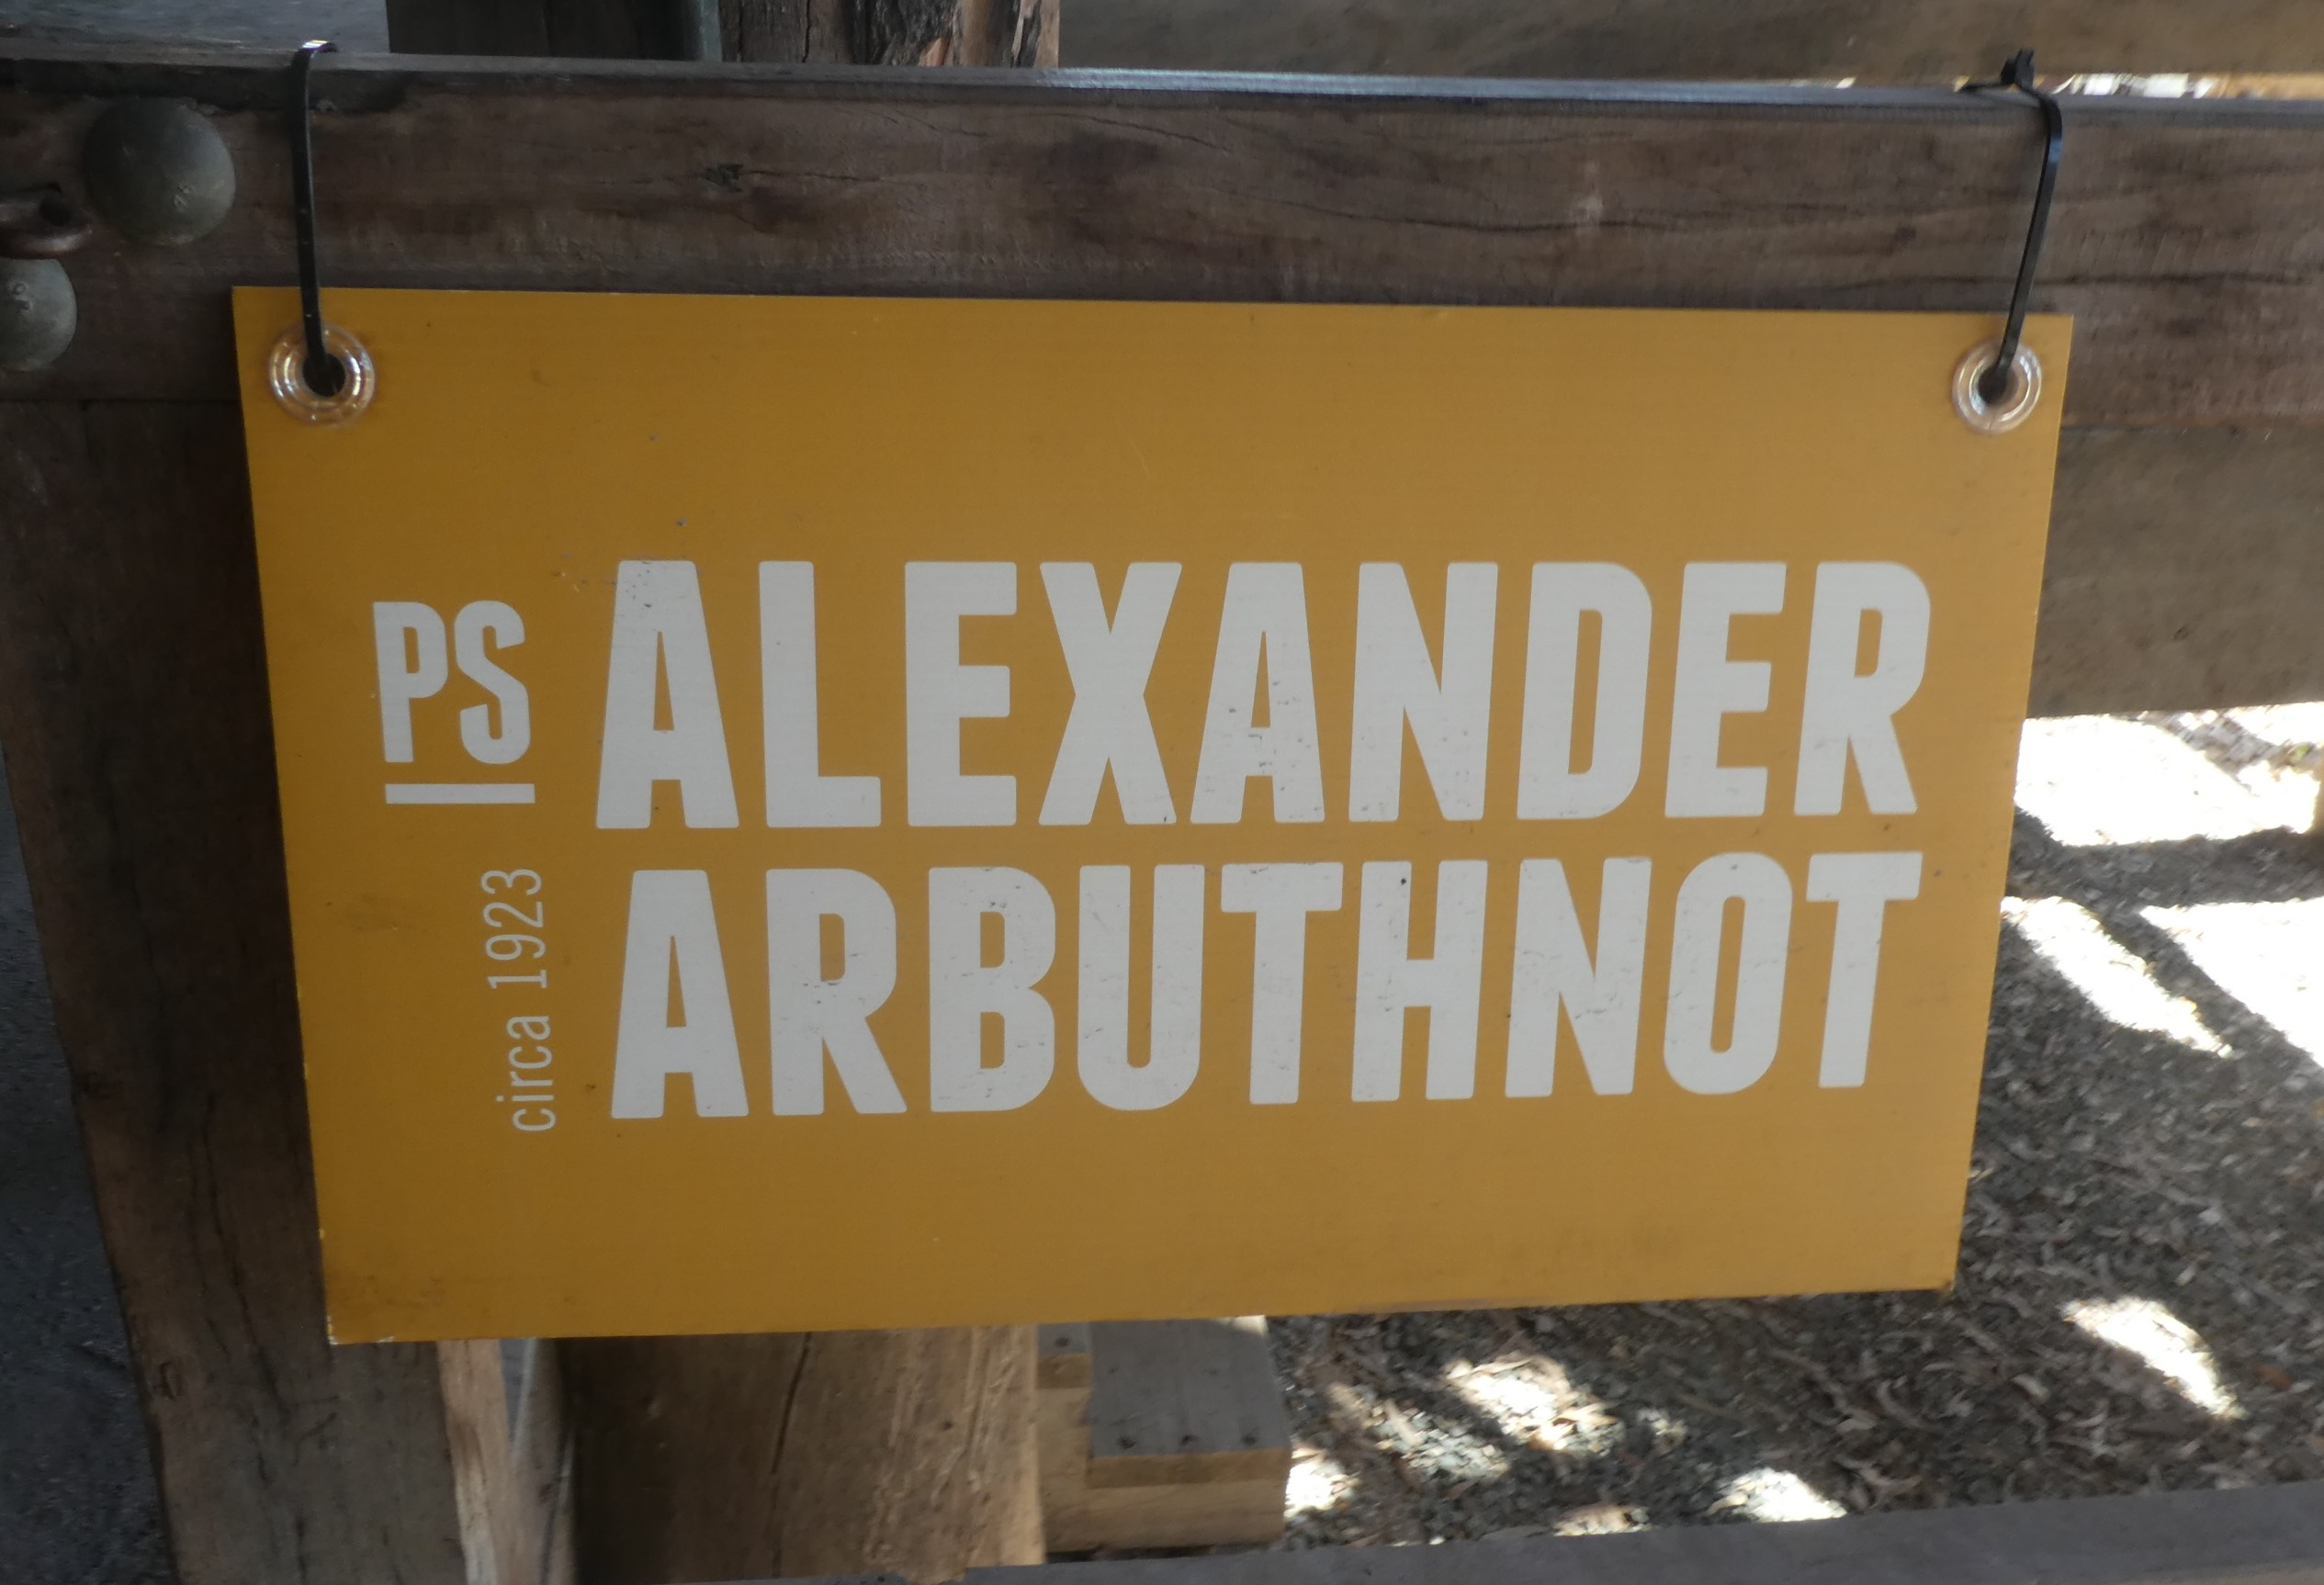 PS
circa 1923
ALEXANDER
ARBUTHNOT